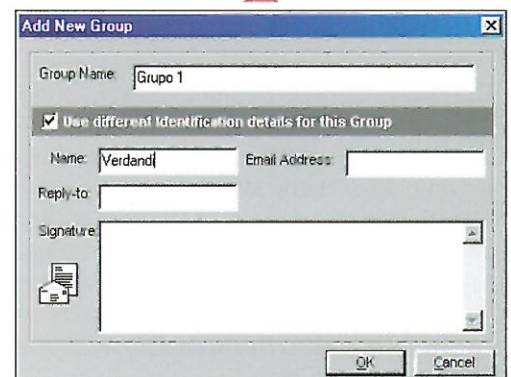 Add New Group
Group Name: Grupo 1
Use different Identification details for this Group
Name: Verdandi Email Address:
Reply-to:
Signature
OK Cancel